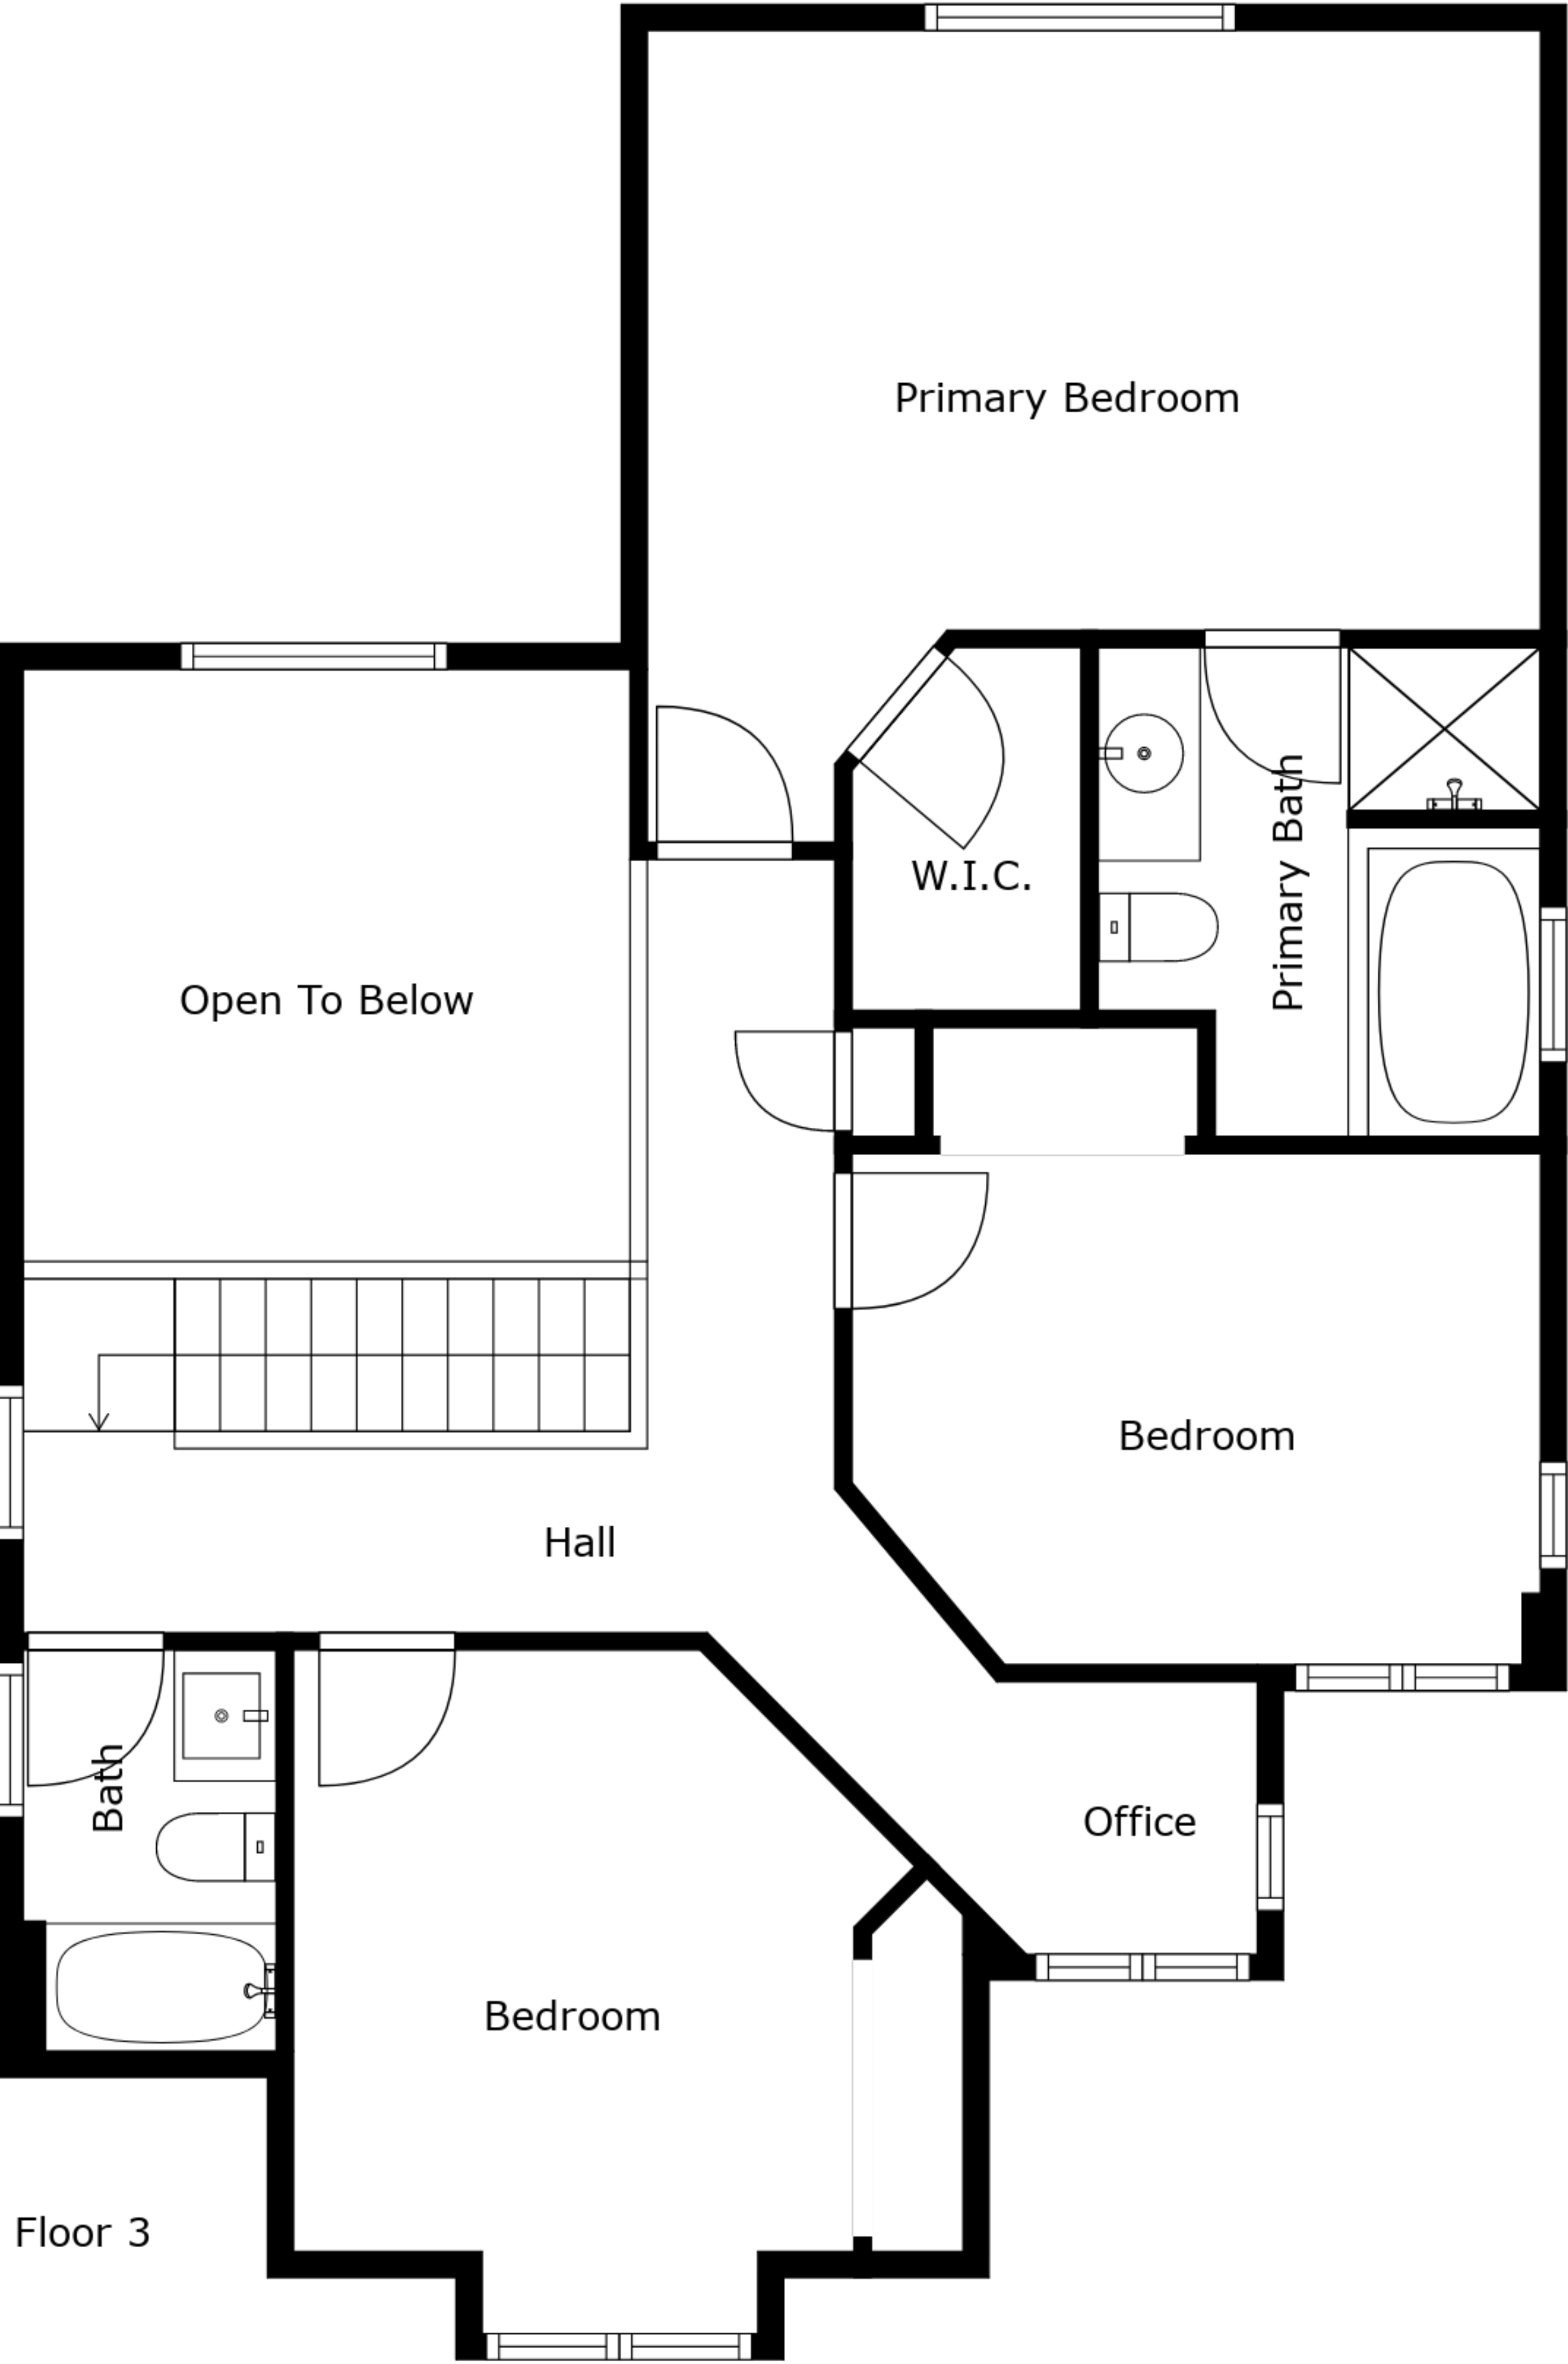 Primary Bedroom
Primary Bath
W.I.C.
Open To Below
Bedroom
Hall
Bath
Office
Bedroom
Floor 3